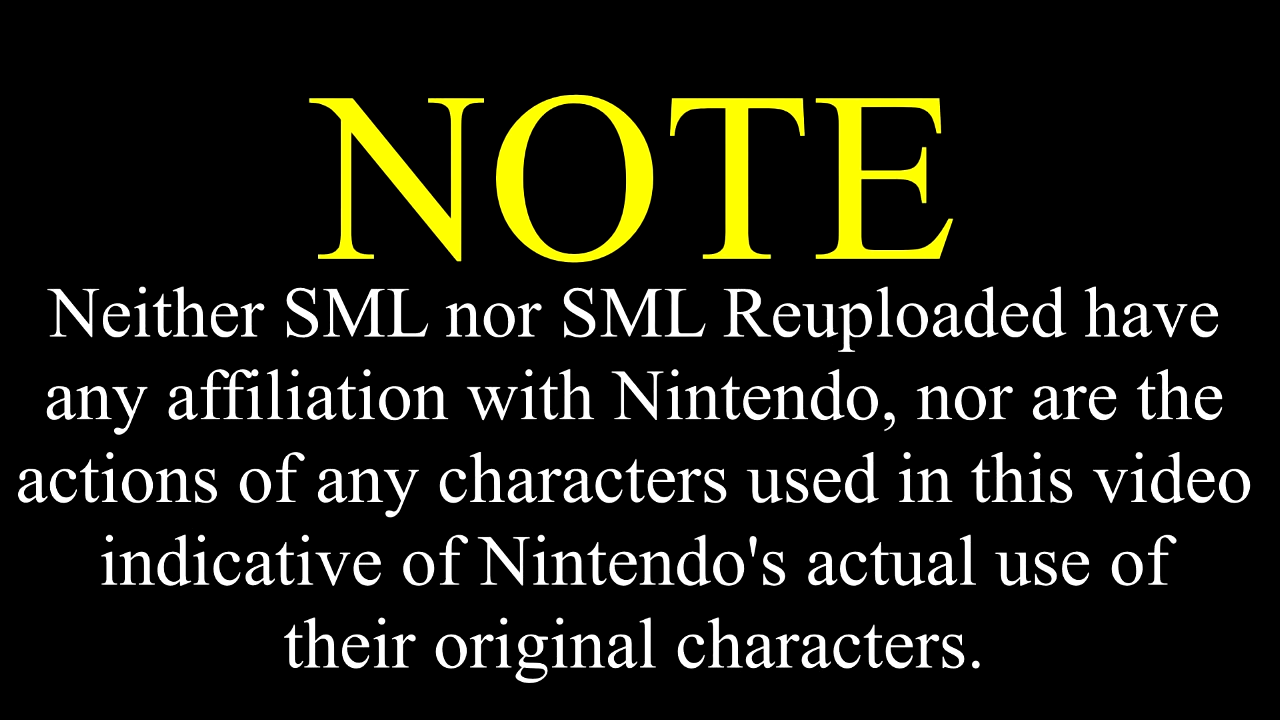 NOTE
Neither SML nor SML Reuploaded have
any affiliation with Nintendo, nor are the
actions of any characters used in this video
indicative of Nintendo's actual use of
their original characters.